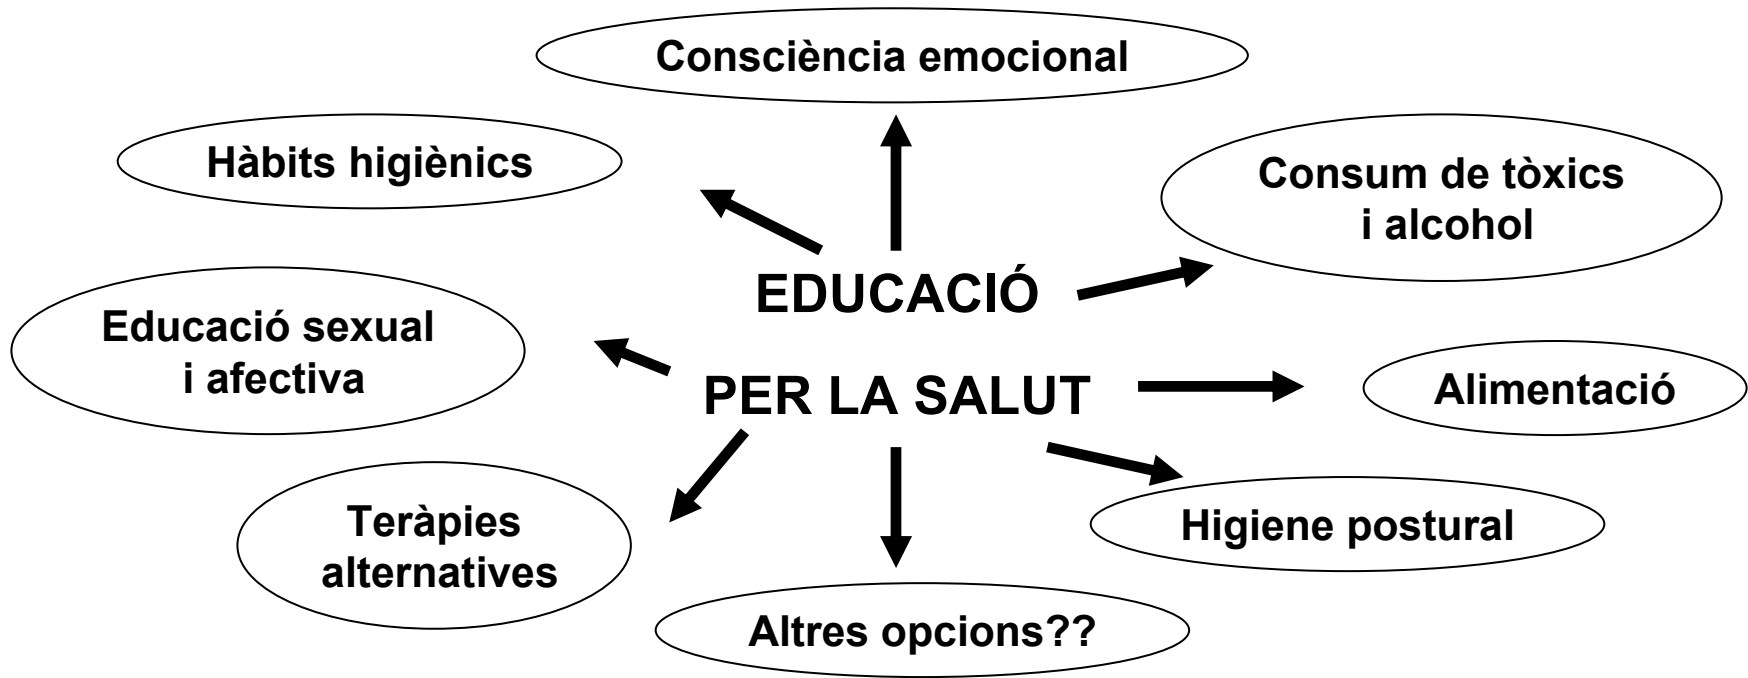 Consciència emocional
Hàbits higiènics
Consum de tòxics
i alcohol
EDUCACIÓ
PER LA SALUT
Educació sexual
i afectiva
Alimentació
Teràpies
alternatives
Higiene postural
Altres opcions??